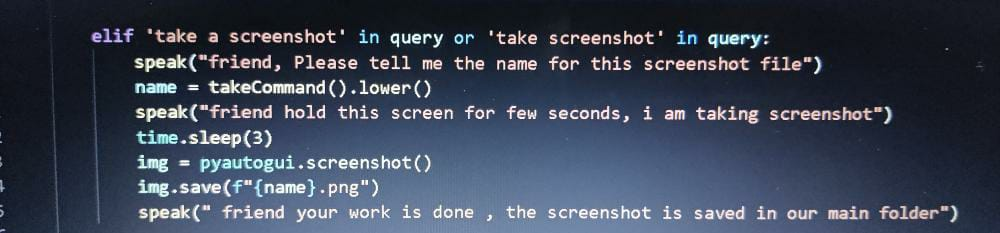 elif 'take a screenshot' in query or 'take screenshot' in query:
speak("friend, Please tell me the name for this screenshot file")
name = takeCommand().lower()
speak("friend hold this screen for few seconds, i am taking screenshot")
time.sleep(3)
img = pyautogui.screenshot()
img.save(f"{name}.png")
speak(" friend your work is done , the screenshot is saved in our main folder")